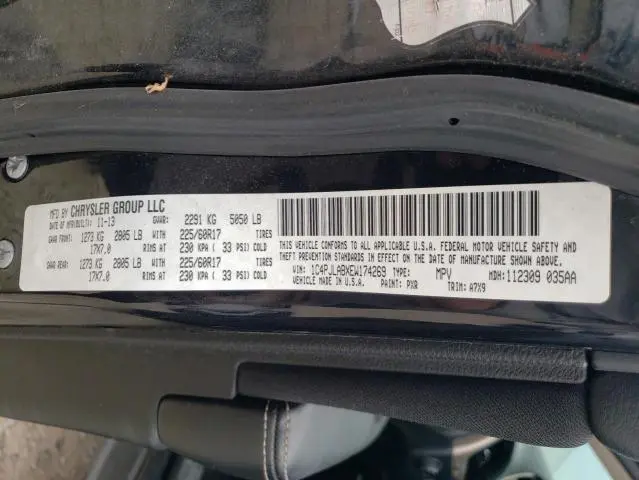 MFD BY CHRYSLER GROUP LLC
DATE OF MFR(BUILT): 11-13 GVWR: 2291 KG 5050 LB
GAWR FRONT: 1273 KG 2805 LB WITH 225/60R17 TIRES
17X7.0 RIMS AT 230 KPA ( 33 PSI) COLD
GAWR REAR: 1273 KG 2805 LB WITH 225/60R17 TIRES
17X7.0 RIMS AT 230 KPA ( 33 PSI) COLD
THIS VEHICLE CONFORMS TO ALL APPLICABLE U.S.A. FEDERAL MOTOR VEHICLE SAFETY AND
THEFT PREVENTION STANDARDS IN EFFECT ON THE DATE OF MANUFACTURE SHOWN ABOVE.
VIN: 1C4PJLABXEW174269 TYPE: MPV MDH: 112309 035AA
VEHICLE MADE IN U.S.A. PAINT: PXR TRIM: A7X9